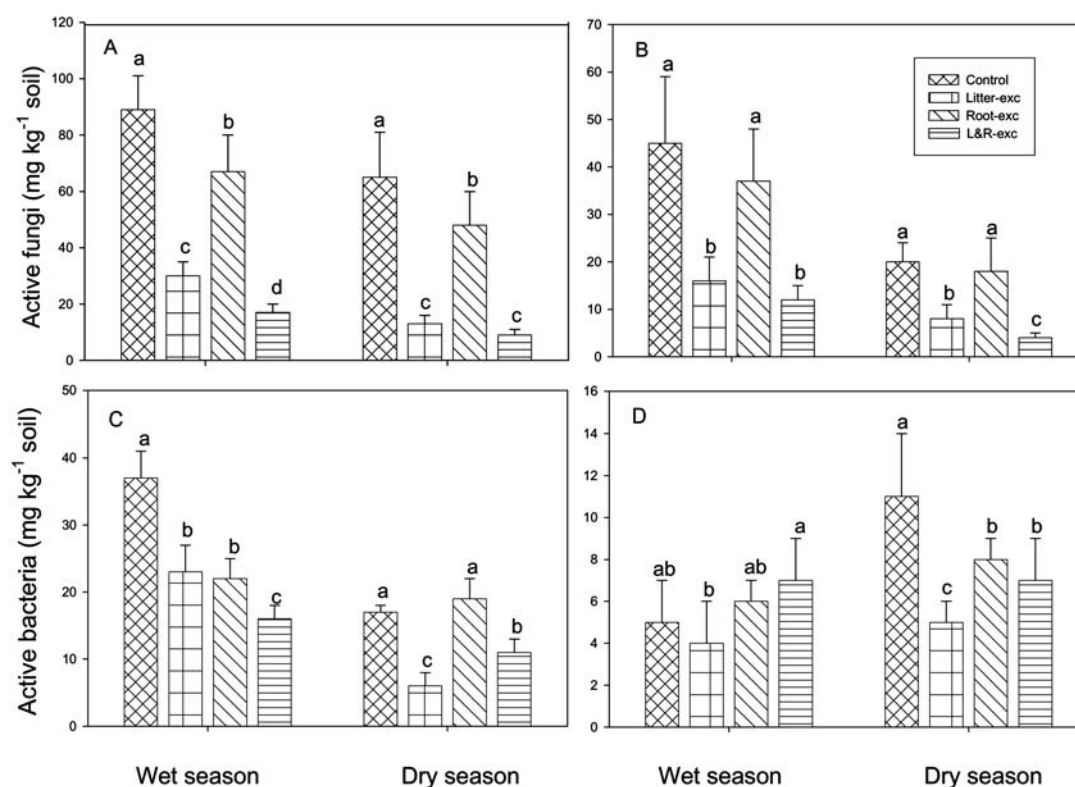 A
Active fungi (mg kg⁻¹ soil)
120
100
80
60
40
20
0
a
c
b
d
a
c
b
c
B
70
60
50
40
30
20
10
0
a
b
a
b
a
b
a
c
Control
Litter-exc
Root-exc
L&R-exc
C
Active bacteria (mg kg⁻¹ soil)
50
40
30
20
10
0
a
b
b
c
a
c
a
b
Wet season
Dry season
D
16
14
12
10
8
6
4
2
0
ab
b
ab
a
a
c
b
b
Wet season
Dry season